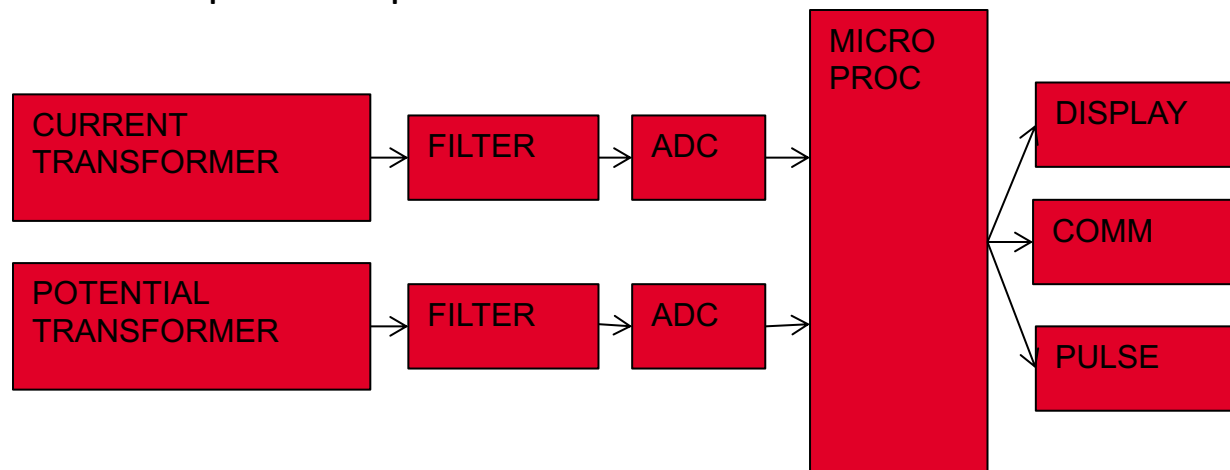 MICRO
PROC
CURRENT
TRANSFORMER
FILTER
ADC
DISPLAY
COMM
POTENTIAL
TRANSFORMER
FILTER
ADC
PULSE